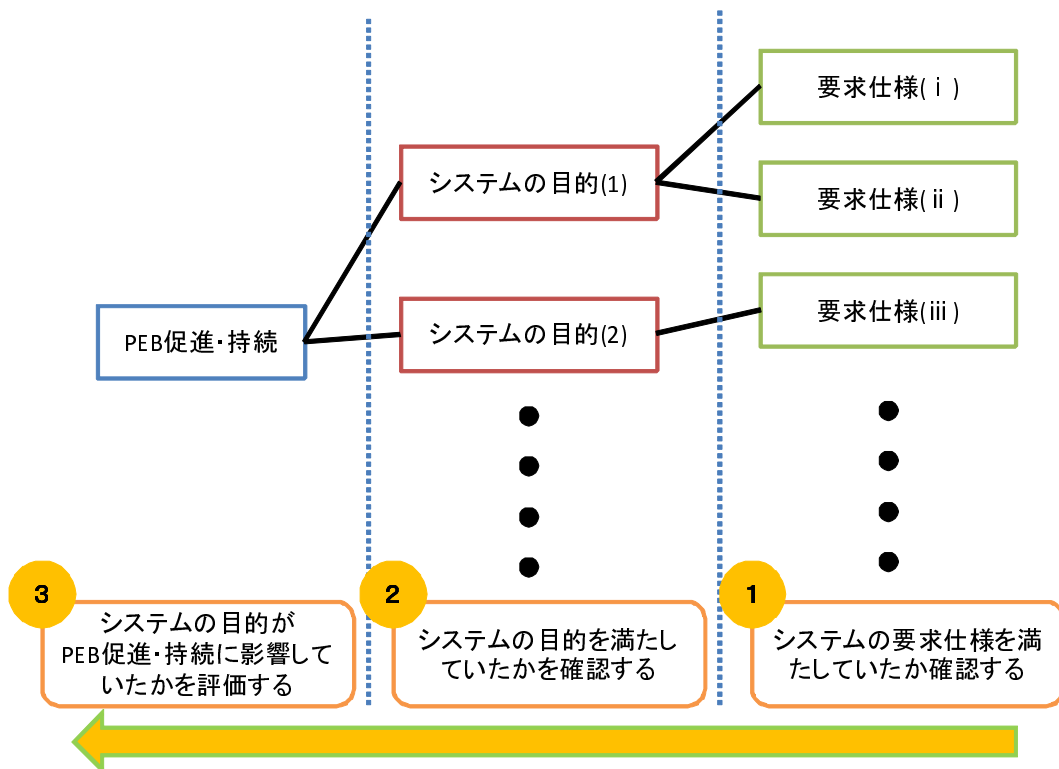 要求仕様( i )
システムの目的(1)
要求仕様( ii )
要求仕様( iii )
システムの目的(2)
PEB促進・持続
3
2
1
システムの目的が
PEB促進・持続に影響して
いたかを評価する
システムの目的を満たし
ていたかを確認する
システムの要求仕様を満
たしていたか確認する